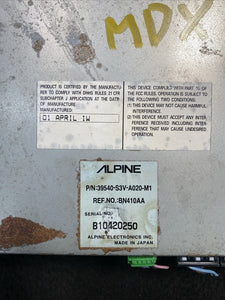 MDX
PRODUCT IS CERTIFIED BY THE MANUFACTU-
RER TO COMPLY WITH DHHS RULES 21 CFR
SUBCHAPTER J APPLICATION AT THE DATE
OF MANUFACTURE.
MANUFACTURED:
01 APRIL 1W
THIS DEVICE COMPLIES WITH PART 15 OF
THE FCC RULES. OPERATION IS SUBJECT TO
THE FOLLOWING TWO CONDITIONS:
(1) THIS DEVICE MAY NOT CAUSE HARMFUL
INTERFERENCE.
(2) THIS DEVICE MUST ACCEPT ANY INTER-
FERENCE RECEIVED INCLUDING INTERFERENCE
THAT MAY CAUSE UNDESIRED OPERATION.
ALPINE
P/N:39540-S3V-A020-M1
REF.NO.:BN410AA
SERIAL NO.
B10420250
ALPINE ELECTRONICS INC.
MADE IN JAPAN